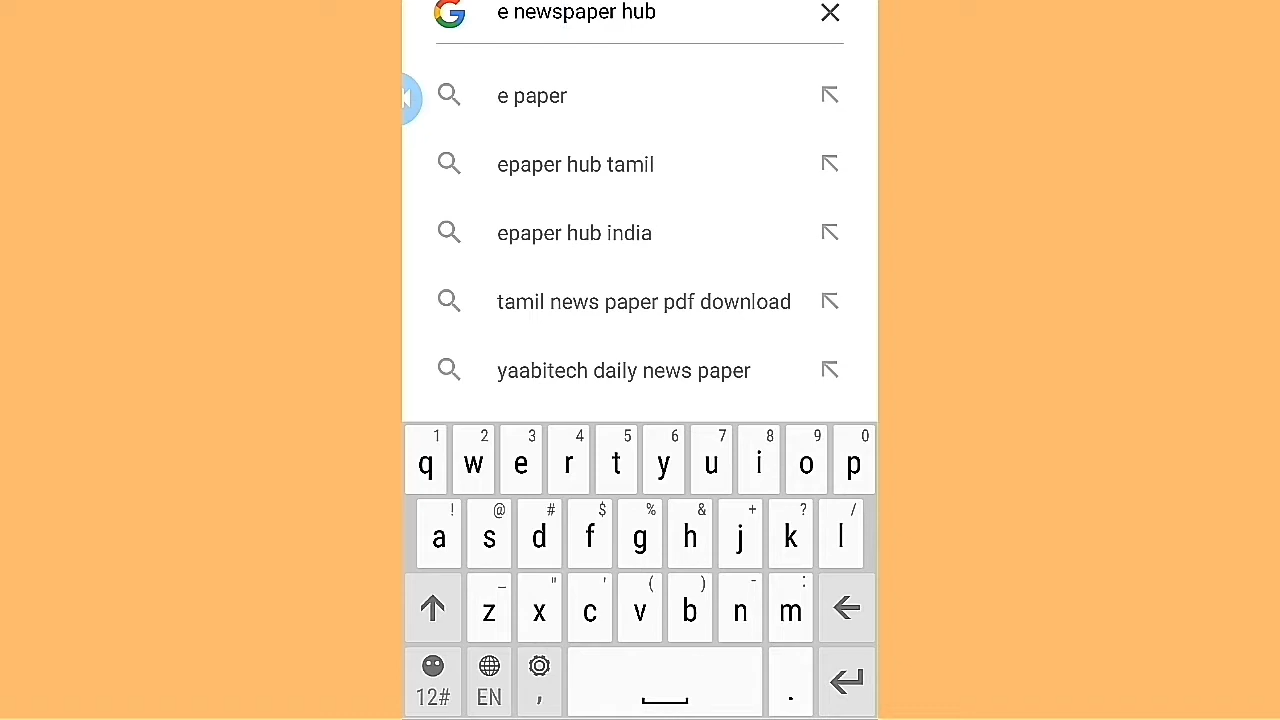 e newspaper hub
e paper
epaper hub tamil
epaper hub india
tamil news paper pdf download
yaabitech daily news paper
1 2 3 4 5 6 7 8 9 0
q w e r t y u i o p
! @ # $ % & + ? /
a s d f g h j k l
_ " ' ( ) - :
z x c v b n m
12# EN , .